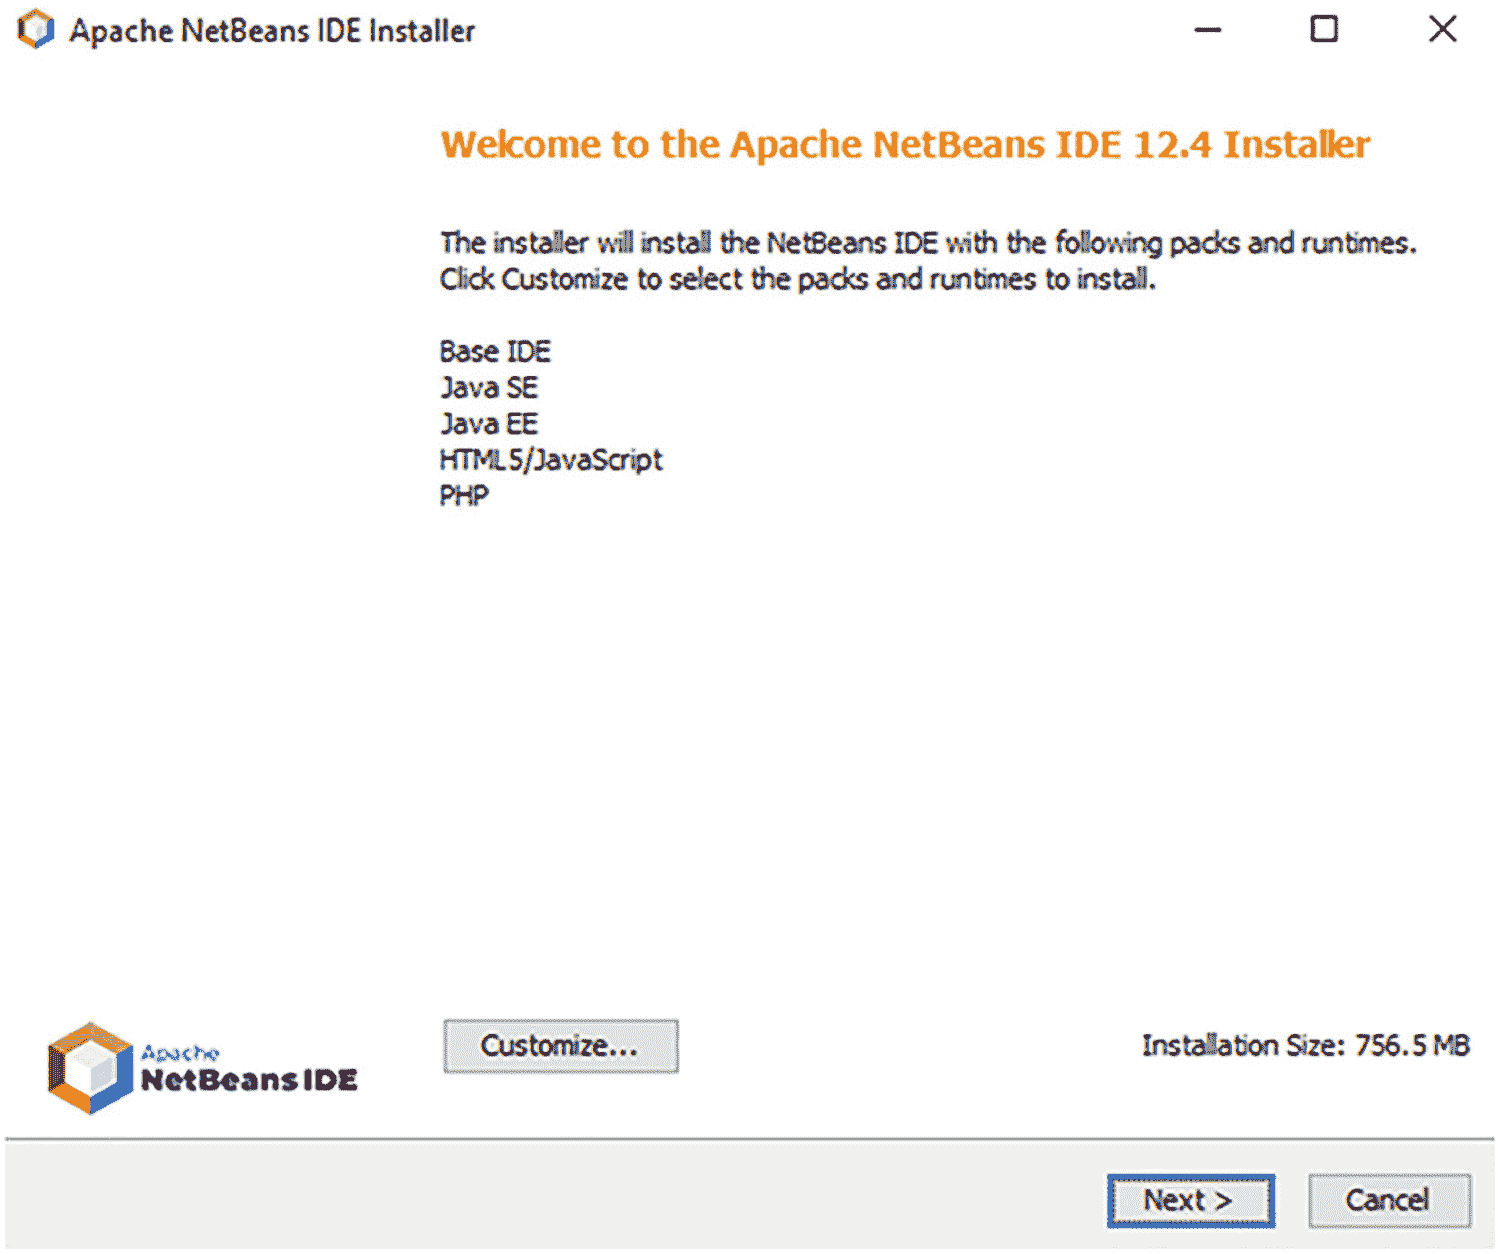 Apache NetBeans IDE Installer
Welcome to the Apache NetBeans IDE 12.4 Installer
The installer will install the NetBeans IDE with the following packs and runtimes.
Click Customize to select the packs and runtimes to install.
Base IDE
Java SE
Java EE
HTML5/JavaScript
PHP
Apache
NetBeans IDE
Customize...
Installation Size: 756.5 MB
Next >
Cancel